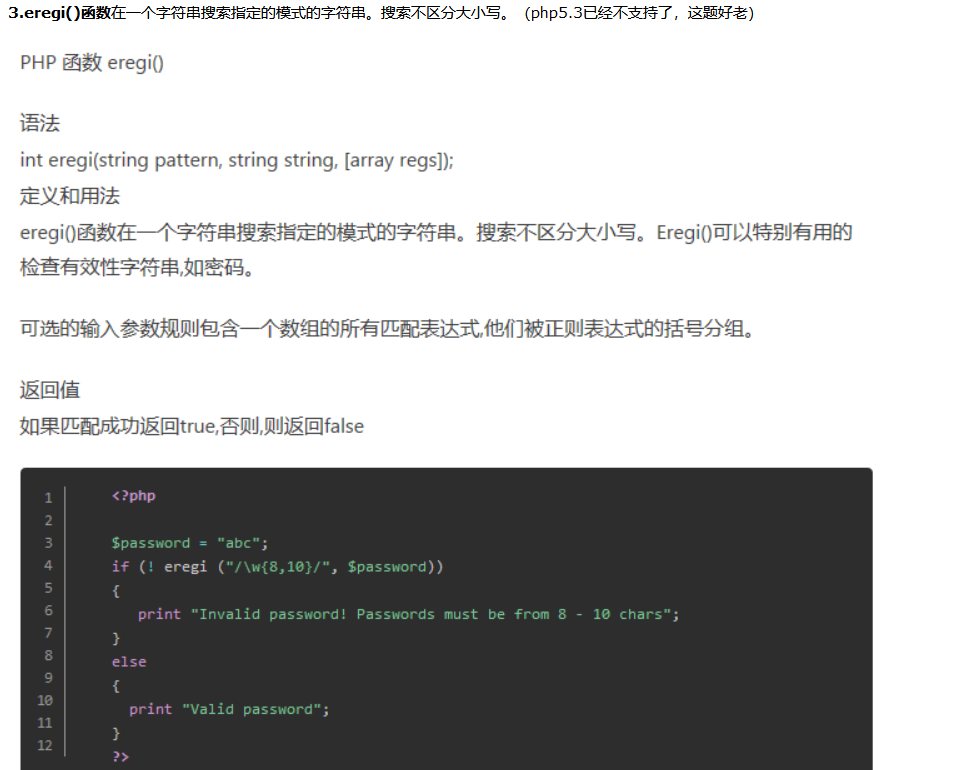 3.eregi()函数在一个字符串搜索指定的模式的字符串。搜索不区分大小写。（php5.3已经不支持了，这题好老）
PHP 函数 eregi()
语法
int eregi(string pattern, string string, [array regs]);
定义和用法
eregi()函数在一个字符串搜索指定的模式的字符串。搜索不区分大小写。Eregi()可以特别有用的
检查有效性字符串,如密码。
可选的输入参数规则包含一个数组的所有匹配表达式,他们被正则表达式的括号分组。
返回值
如果匹配成功返回true,否则,则返回false
1 <?php
2
3 $password = "abc";
4 if (! eregi ("/\w{8,10}/", $password))
5 {
6 print "Invalid password! Passwords must be from 8 - 10 chars";
7 }
8 else
9 {
10 print "Valid password";
11 }
12 ?>